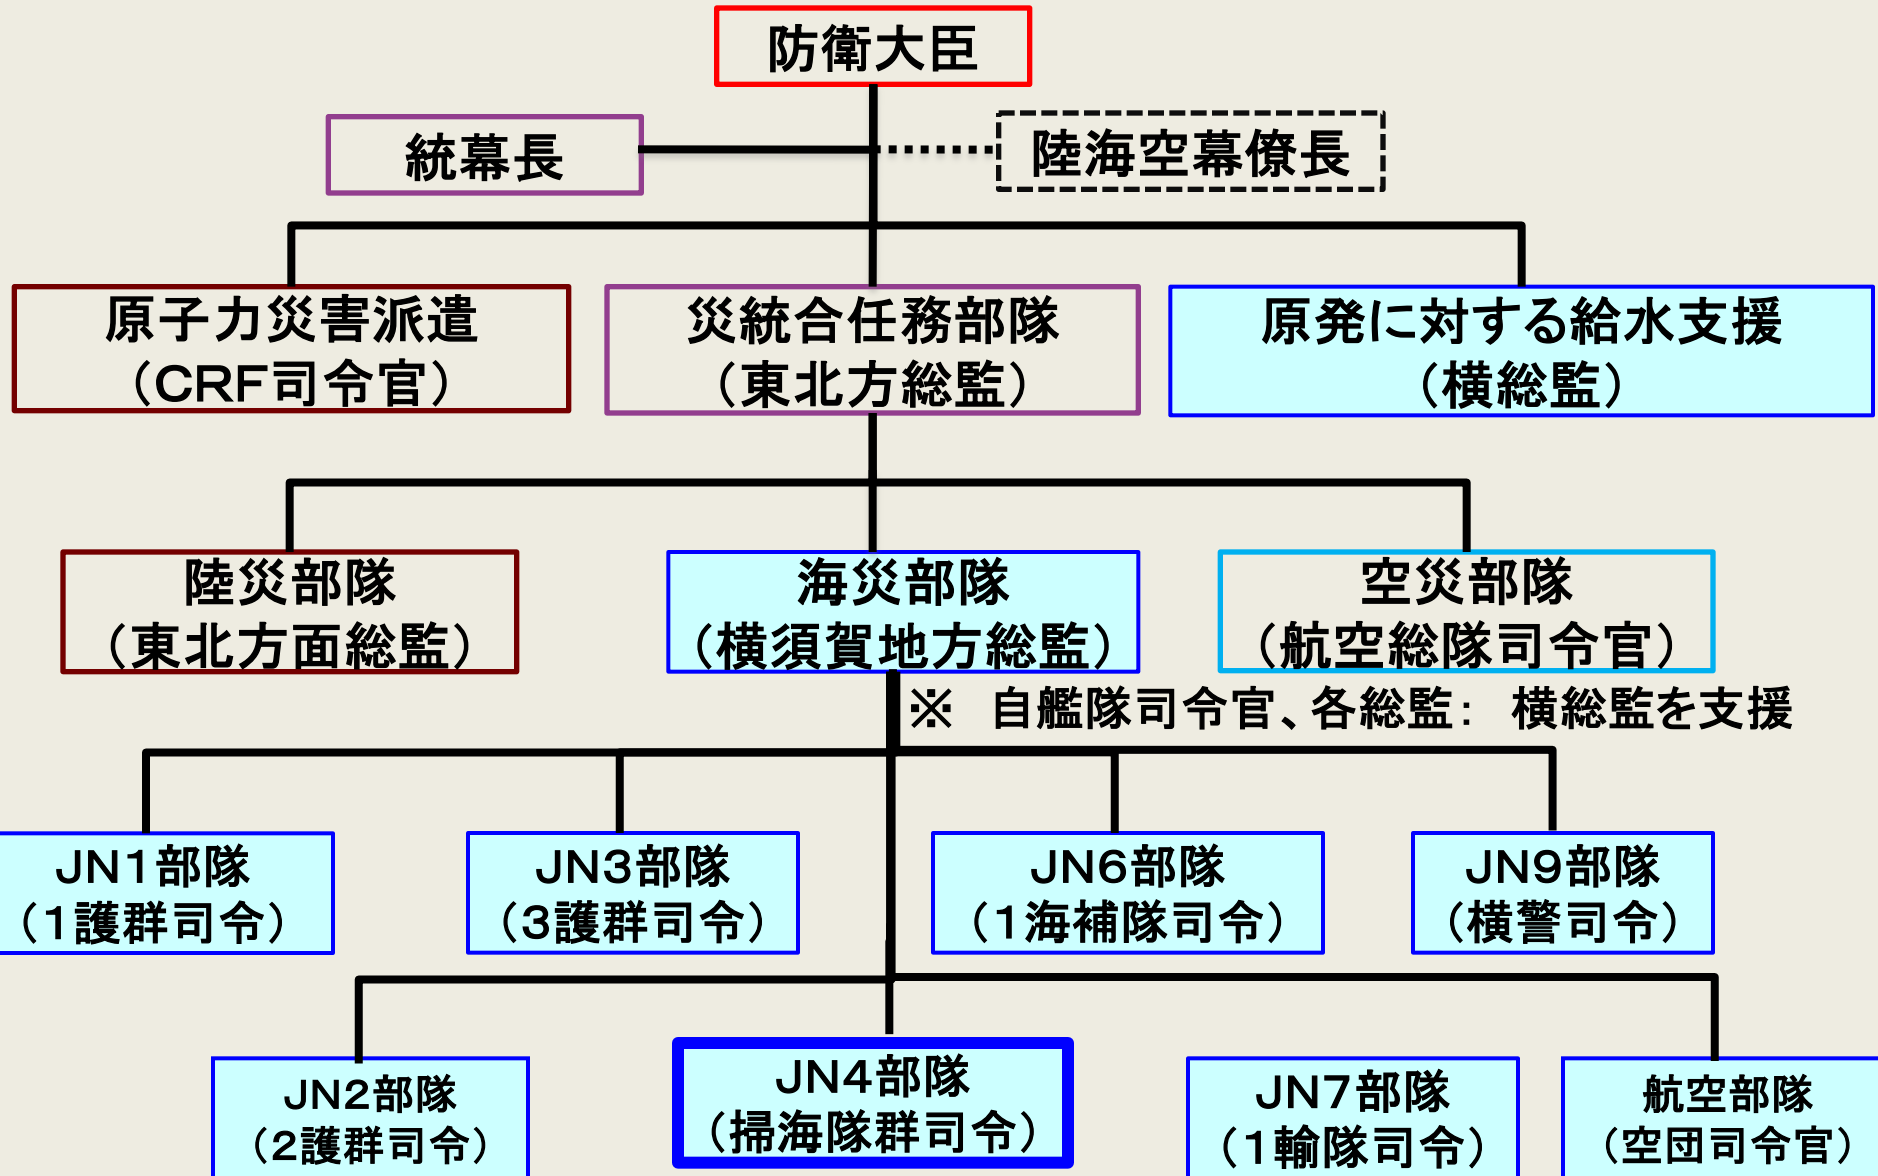 防衛大臣
統幕長
陸海空幕僚長
原子力災害派遣
（CRF司令官）
災統合任務部隊
（東北方総監）
原発に対する給水支援
（横総監）
陸災部隊
（東北方面総監）
海災部隊
（横須賀地方総監）
空災部隊
（航空総隊司令官）
※　自艦隊司令官、各総監：　横総監を支援
JN1部隊
（1護群司令）
JN3部隊
（3護群司令）
JN6部隊
（1海補隊司令）
JN9部隊
（横警司令）
JN2部隊
（2護群司令）
JN4部隊
（掃海隊群司令）
JN7部隊
（1輸隊司令）
航空部隊
（空団司令官）